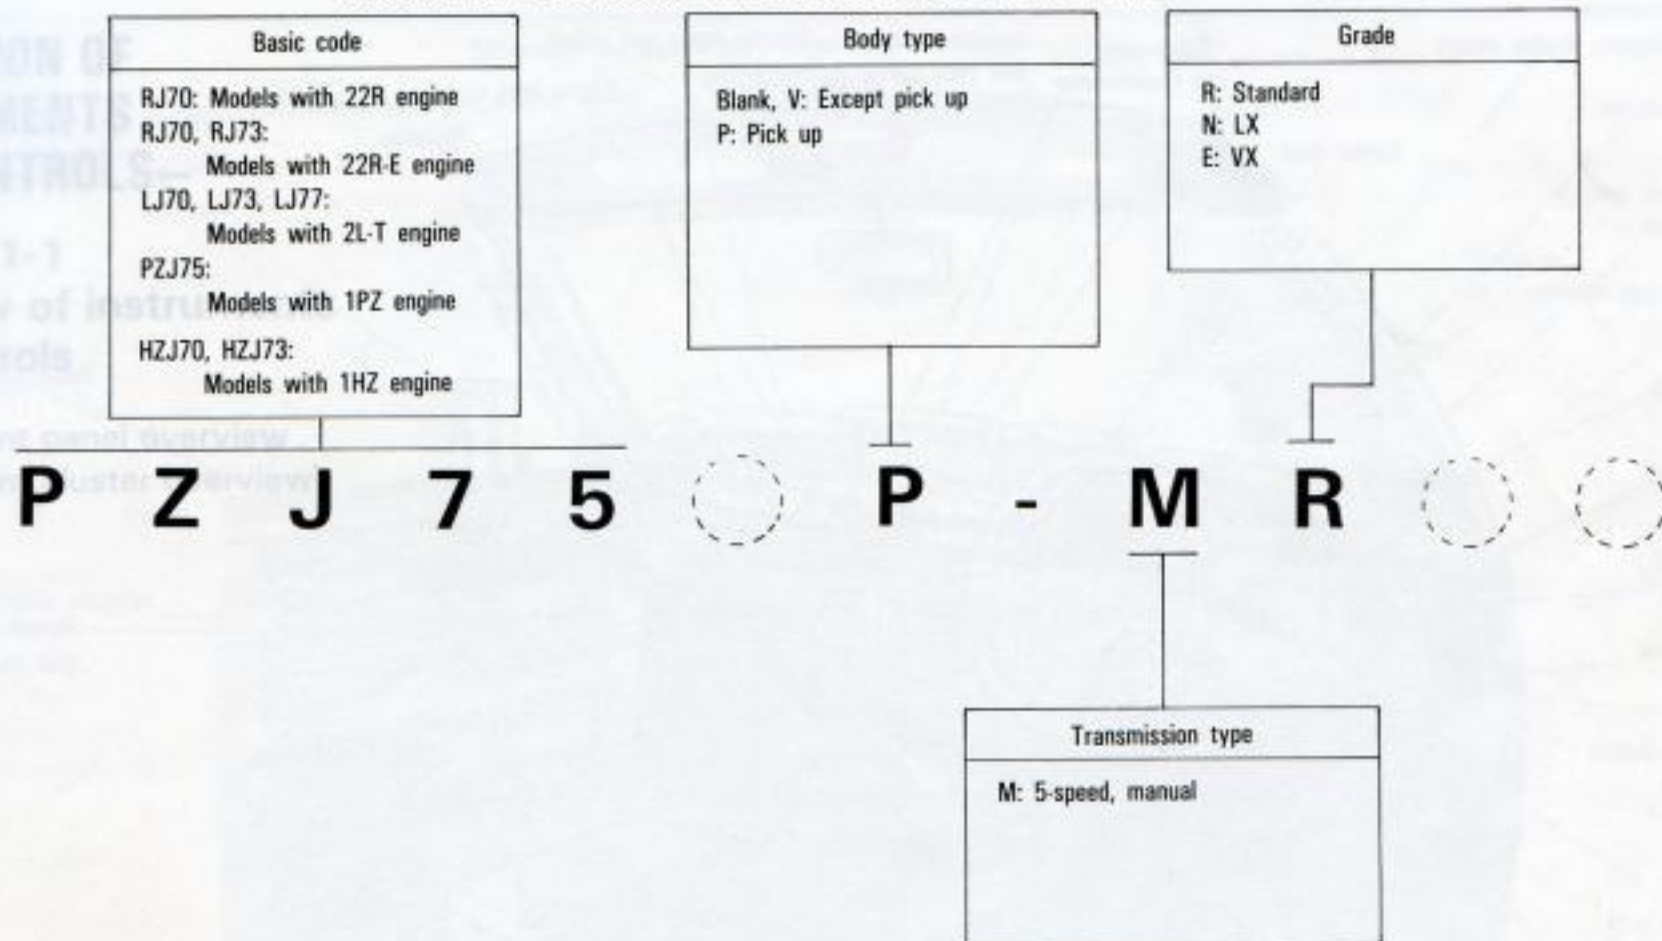 Basic code
RJ70: Models with 22R engine
RJ70, RJ73:
Models with 22R-E engine
LJ70, LJ73, LJ77:
Models with 2L-T engine
PZJ75:
Models with 1PZ engine
HZJ70, HZJ73:
Models with 1HZ engine
Body type
Blank, V: Except pick up
P: Pick up
Grade
R: Standard
N: LX
E: VX
P Z J 7 5 P - M R
Transmission type
M: 5-speed, manual